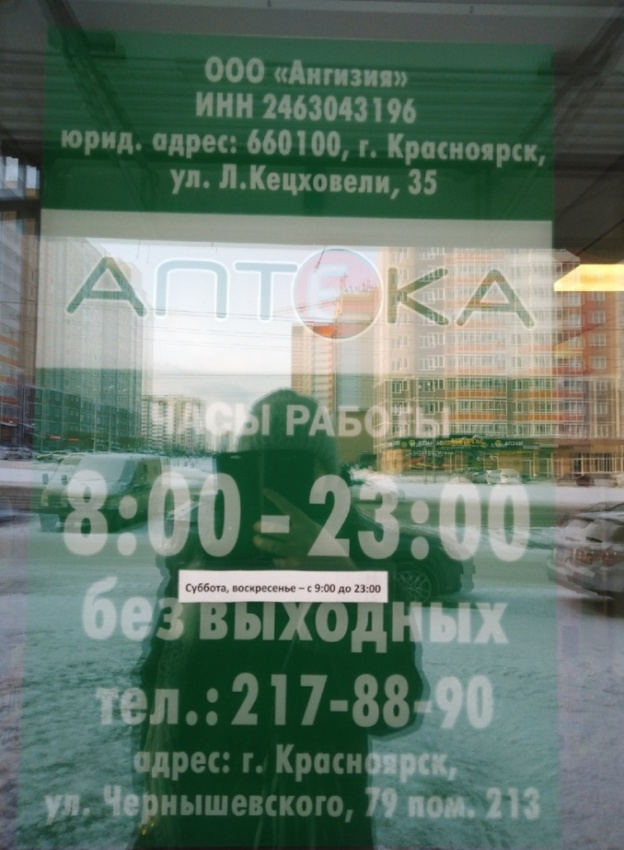 ООО «Ангизия»
ИНН 2463043196
юрид. адрес: 660100, г. Красноярск,
ул. Л.Кецховели, 35
АПТЕКА
ЧАСЫ РАБОТЫ
8:00 - 23:00
Суббота, воскресенье – с 9:00 до 23:00
без выходных
тел.: 217-88-90
адрес: г. Красноярск,
ул. Чернышевского, 79 пом. 213